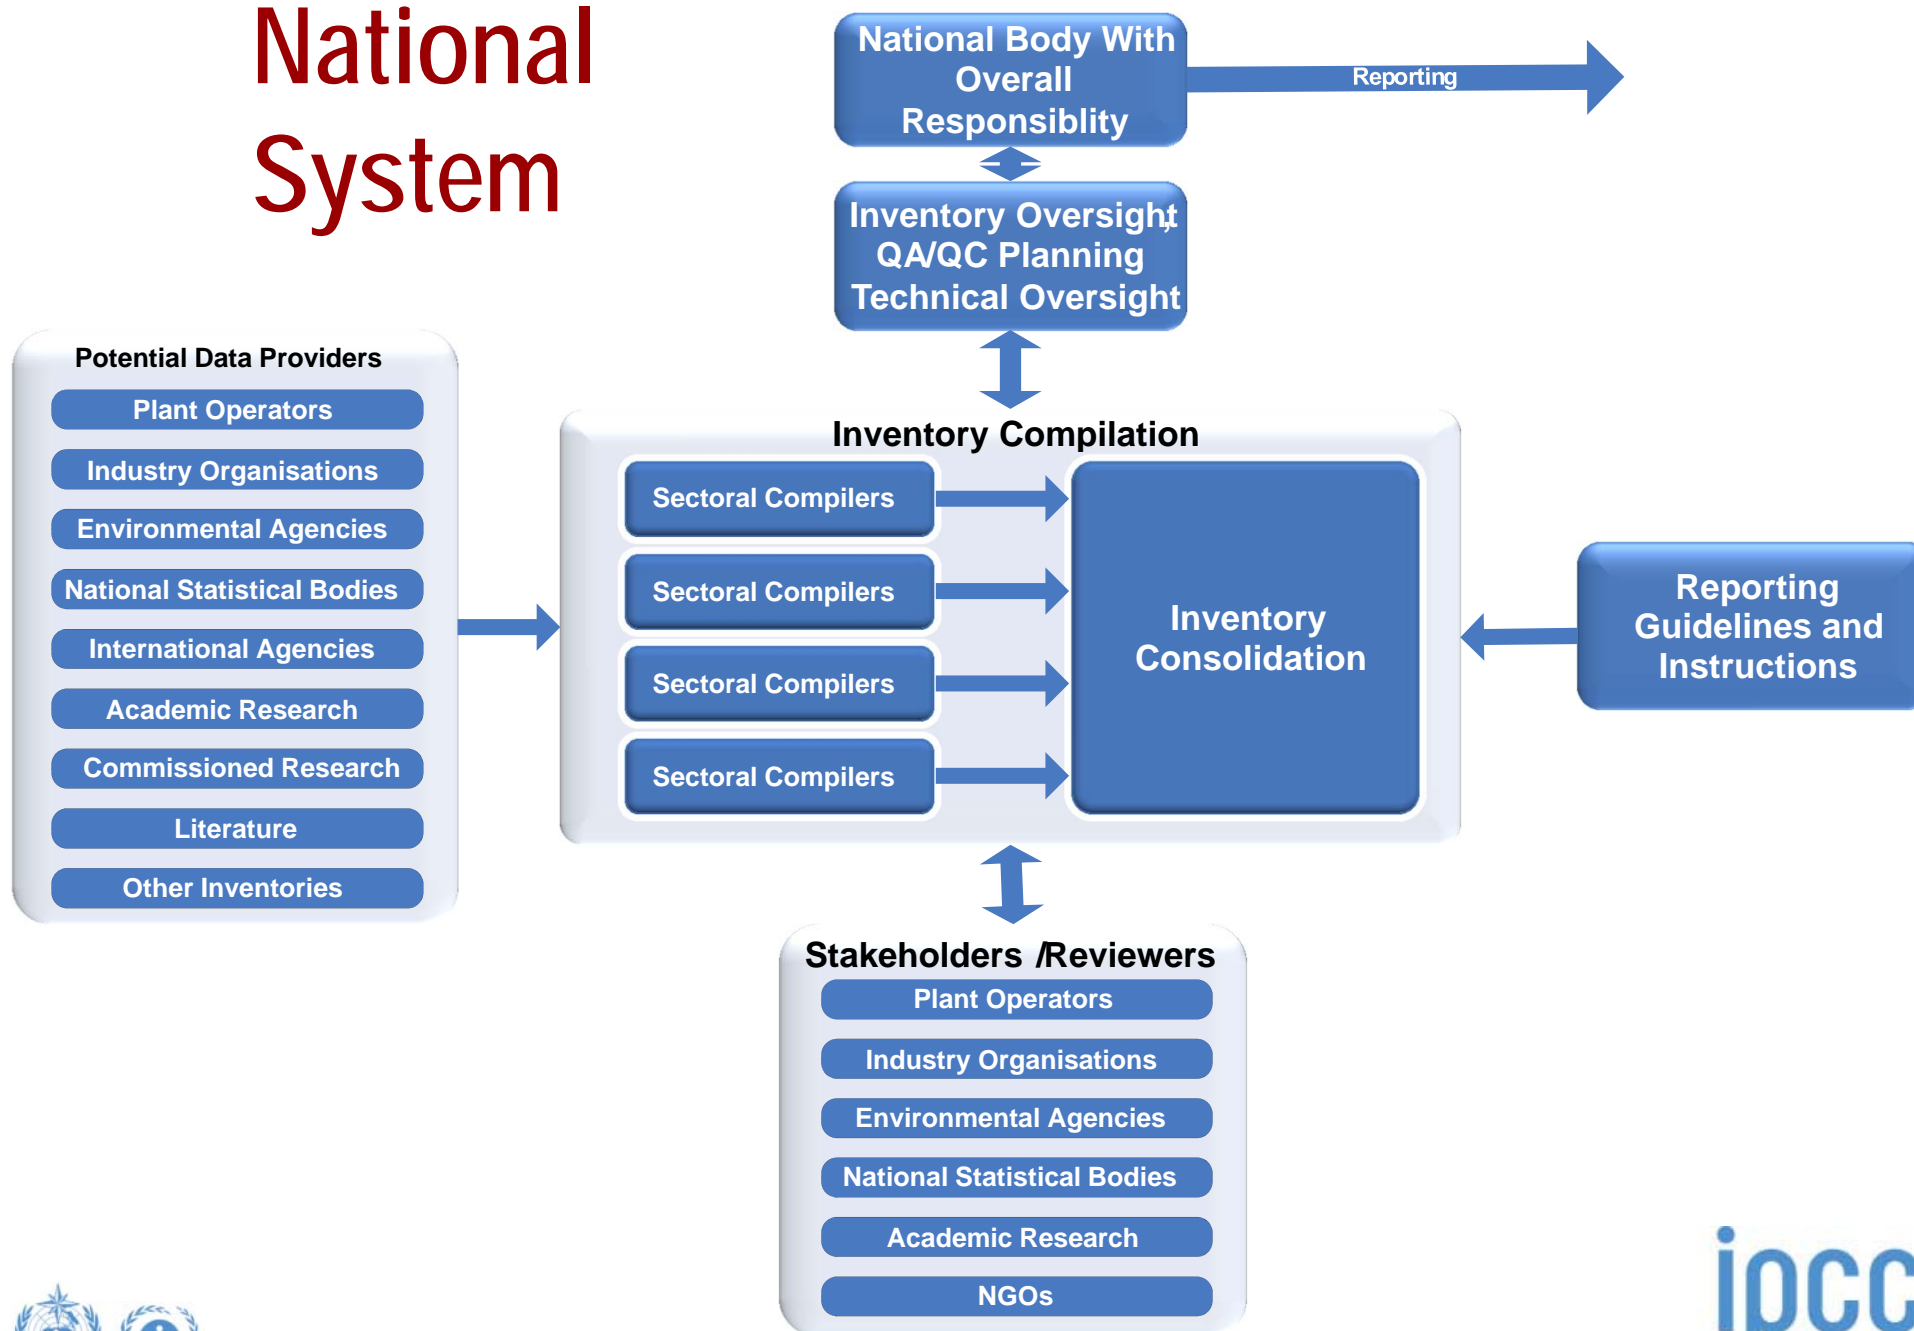 National
System
National Body With
Overall
Responsiblity
Reporting
Inventory Oversight,
QA/QC Planning
Technical Oversight
Potential Data Providers
Plant Operators
Industry Organisations
Environmental Agencies
National Statistical Bodies
International Agencies
Academic Research
Commissioned Research
Literature
Other Inventories
Inventory Compilation
Sectoral Compilers
Sectoral Compilers
Sectoral Compilers
Sectoral Compilers
Inventory
Consolidation
Reporting
Guidelines and
Instructions
Stakeholders /Reviewers
Plant Operators
Industry Organisations
Environmental Agencies
National Statistical Bodies
Academic Research
NGOs
ipcc